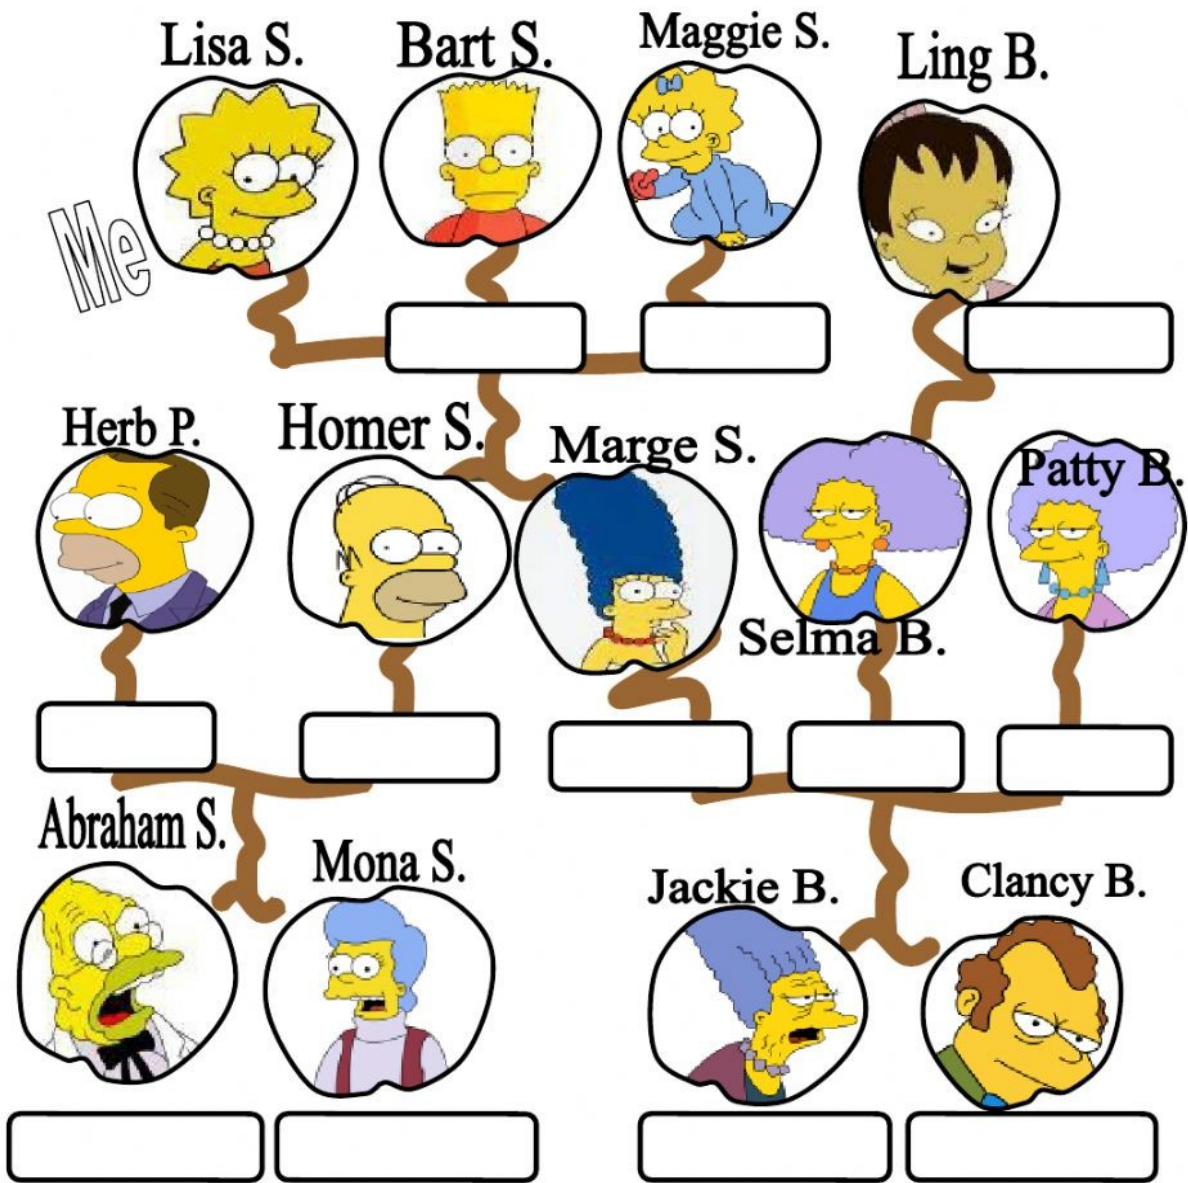 Lisa S.
Bart S.
Maggie S.
Ling B.
Me
Herb P.
Homer S.
Marge S.
Patty B.
Selma B.
Abraham S.
Mona S.
Jackie B.
Clancy B.